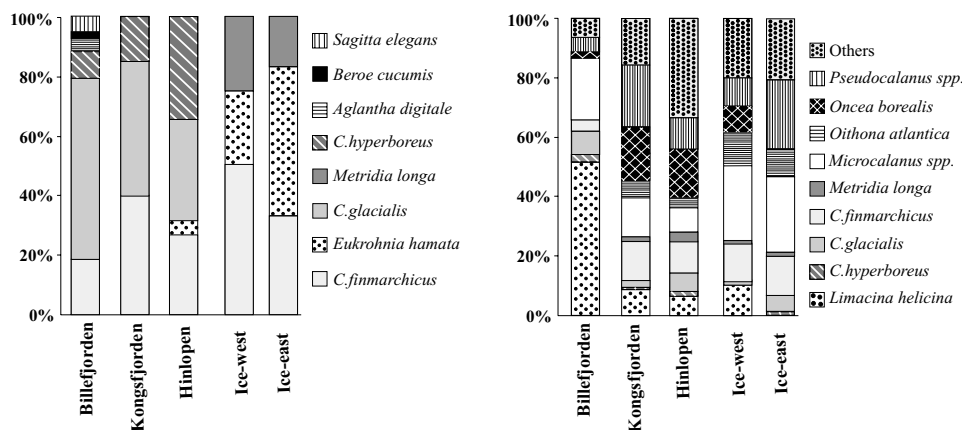 100%
80%
60%
40%
20%
0%
Billefjorden
Kongsfjorden
Hinlopen
Ice-west
Ice-east
Sagitta elegans
Beroe cucumis
Aglantha digitale
C.hyperboreus
Metridia longa
C.glacialis
Eukrohnia hamata
C.finmarchicus
100%
80%
60%
40%
20%
0%
Billefjorden
Kongsfjorden
Hinlopen
Ice-west
Ice-east
Others
Pseudocalanus spp.
Oncea borealis
Oithona atlantica
Microcalanus spp.
Metridia longa
C.finmarchicus
C.glacialis
C.hyperboreus
Limacina helicina